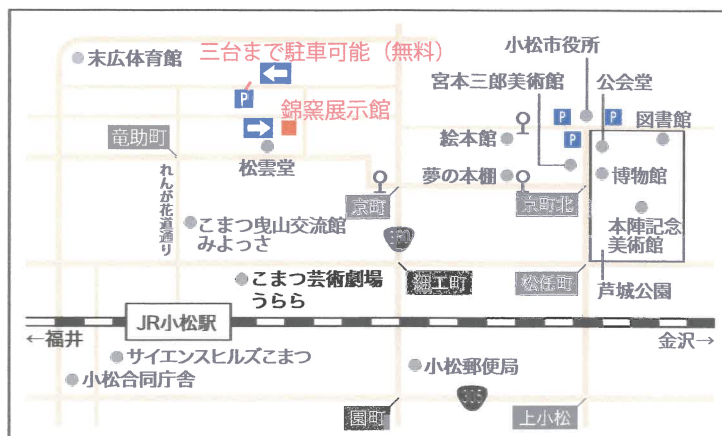 三台まで駐車可能(無料)
末広体育館
P
錦窯展示館
竜助町
松雲堂
れんが花道通り
こまつ曳山交流館
みよっさ
こまつ芸術劇場
うらら
小松市役所
宮本三郎美術館
公会堂
P
P
P
図書館
絵本館
夢の本棚
博物館
京町
京町北
本陣記念
美術館
360
細工町
松任町
芦城公園
JR小松駅
←福井
金沢→
サイエンスヒルズこまつ
小松合同庁舎
小松郵便局
305
園町
上小松